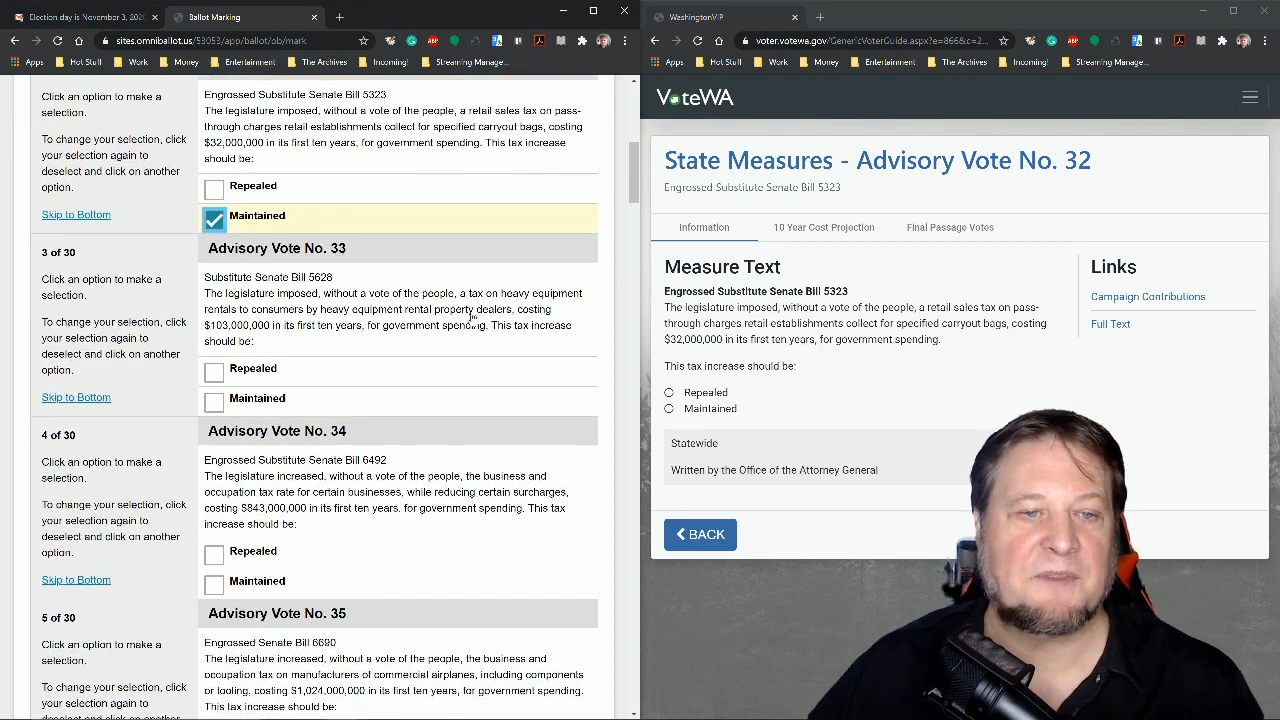 Election day is November 3, 202
Ballot Marking
WashingtonVIP
sites.omniballot.us/53053/app/ballot/ob/mark
voter.votewa.gov/GenericVoterGuide.aspx?e=866&c=2...
Apps
Hot Stuff
Work
Money
Entertainment
The Archives
Incoming!
Streaming Manage...
Apps
Hot Stuff
Work
Money
Entertainment
The Archives
Incoming!
Streaming Manage...
Click an option to make a
selection.
To change your selection, click
your selection again to
deselect and click on another
option.
Skip to Bottom
Engrossed Substitute Senate Bill 5323
The legislature imposed, without a vote of the people, a retail sales tax on pass-
through charges retail establishments collect for specified carryout bags, costing
$32,000,000 in its first ten years, for government spending. This tax increase
should be:
Repealed
Maintained
3 of 30
Click an option to make a
selection.
To change your selection, click
your selection again to
deselect and click on another
option.
Skip to Bottom
Advisory Vote No. 33
Substitute Senate Bill 5628
The legislature imposed, without a vote of the people, a tax on heavy equipment
rentals to consumers by heavy equipment rental property dealers, costing
$103,000,000 in its first ten years, for government spending. This tax increase
should be:
Repealed
Maintained
4 of 30
Click an option to make a
selection.
To change your selection, click
your selection again to
deselect and click on another
option.
Skip to Bottom
Advisory Vote No. 34
Engrossed Substitute Senate Bill 6492
The legislature increased, without a vote of the people, the business and
occupation tax rate for certain businesses, while reducing certain surcharges,
costing $843,000,000 in its first ten years, for government spending. This tax
increase should be:
Repealed
Maintained
5 of 30
Click an option to make a
selection.
To change your selection, click
your selection again to
Advisory Vote No. 35
Engrossed Senate Bill 6690
The legislature increased, without a vote of the people, the business and
occupation tax on manufacturers of commercial airplanes, including components
or tooling, costing $1,024,000,000 in its first ten years, for government spending.
This tax increase should be:
VoteWA
State Measures - Advisory Vote No. 32
Engrossed Substitute Senate Bill 5323
Information
10 Year Cost Projection
Final Passage Votes
Measure Text
Engrossed Substitute Senate Bill 5323
The legislature imposed, without a vote of the people, a retail sales tax on pass-
through charges retail establishments collect for specified carryout bags, costing
$32,000,000 in its first ten years, for government spending.
This tax increase should be:
Repealed
Maintained
Statewide
Written by the Office of the Attorney General
BACK
Links
Campaign Contributions
Full Text